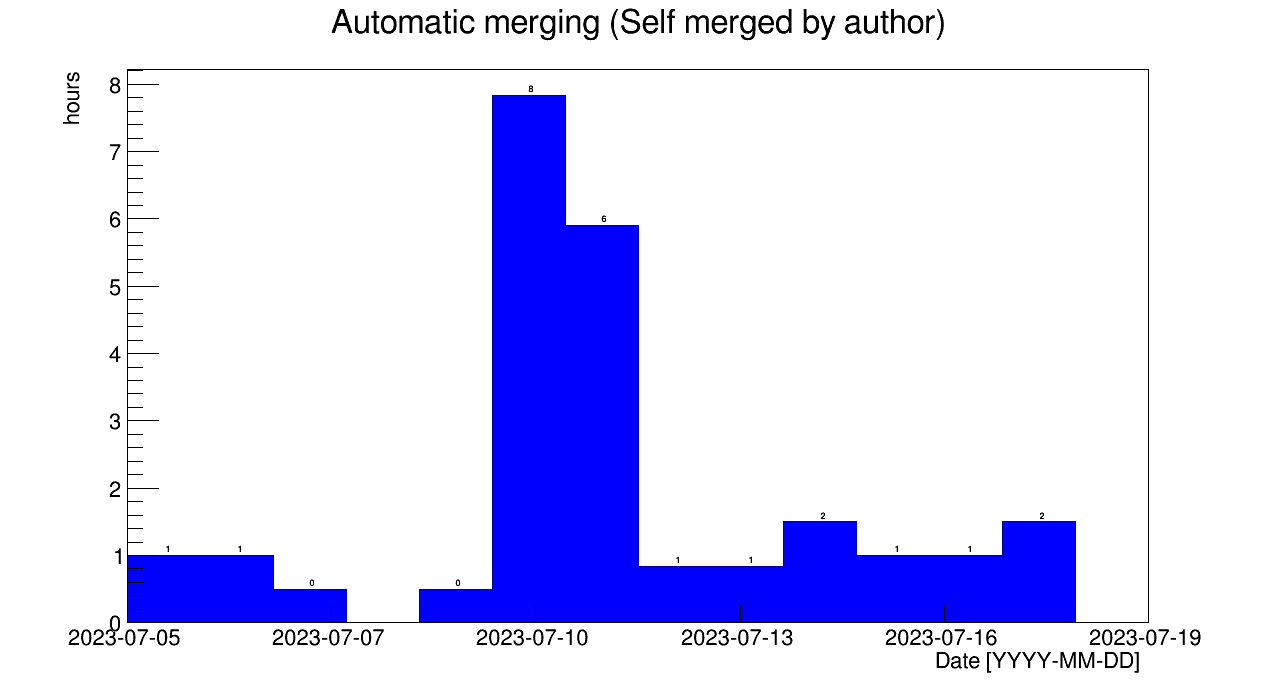 Automatic merging (Self merged by author)
hours
8
7
6
5
4
3
2
1
0
1 1 0 0 8 6 1 1 2 1 1 2
2023-07-05 2023-07-07 2023-07-10 2023-07-13 2023-07-16 2023-07-19
Date [YYYY-MM-DD]